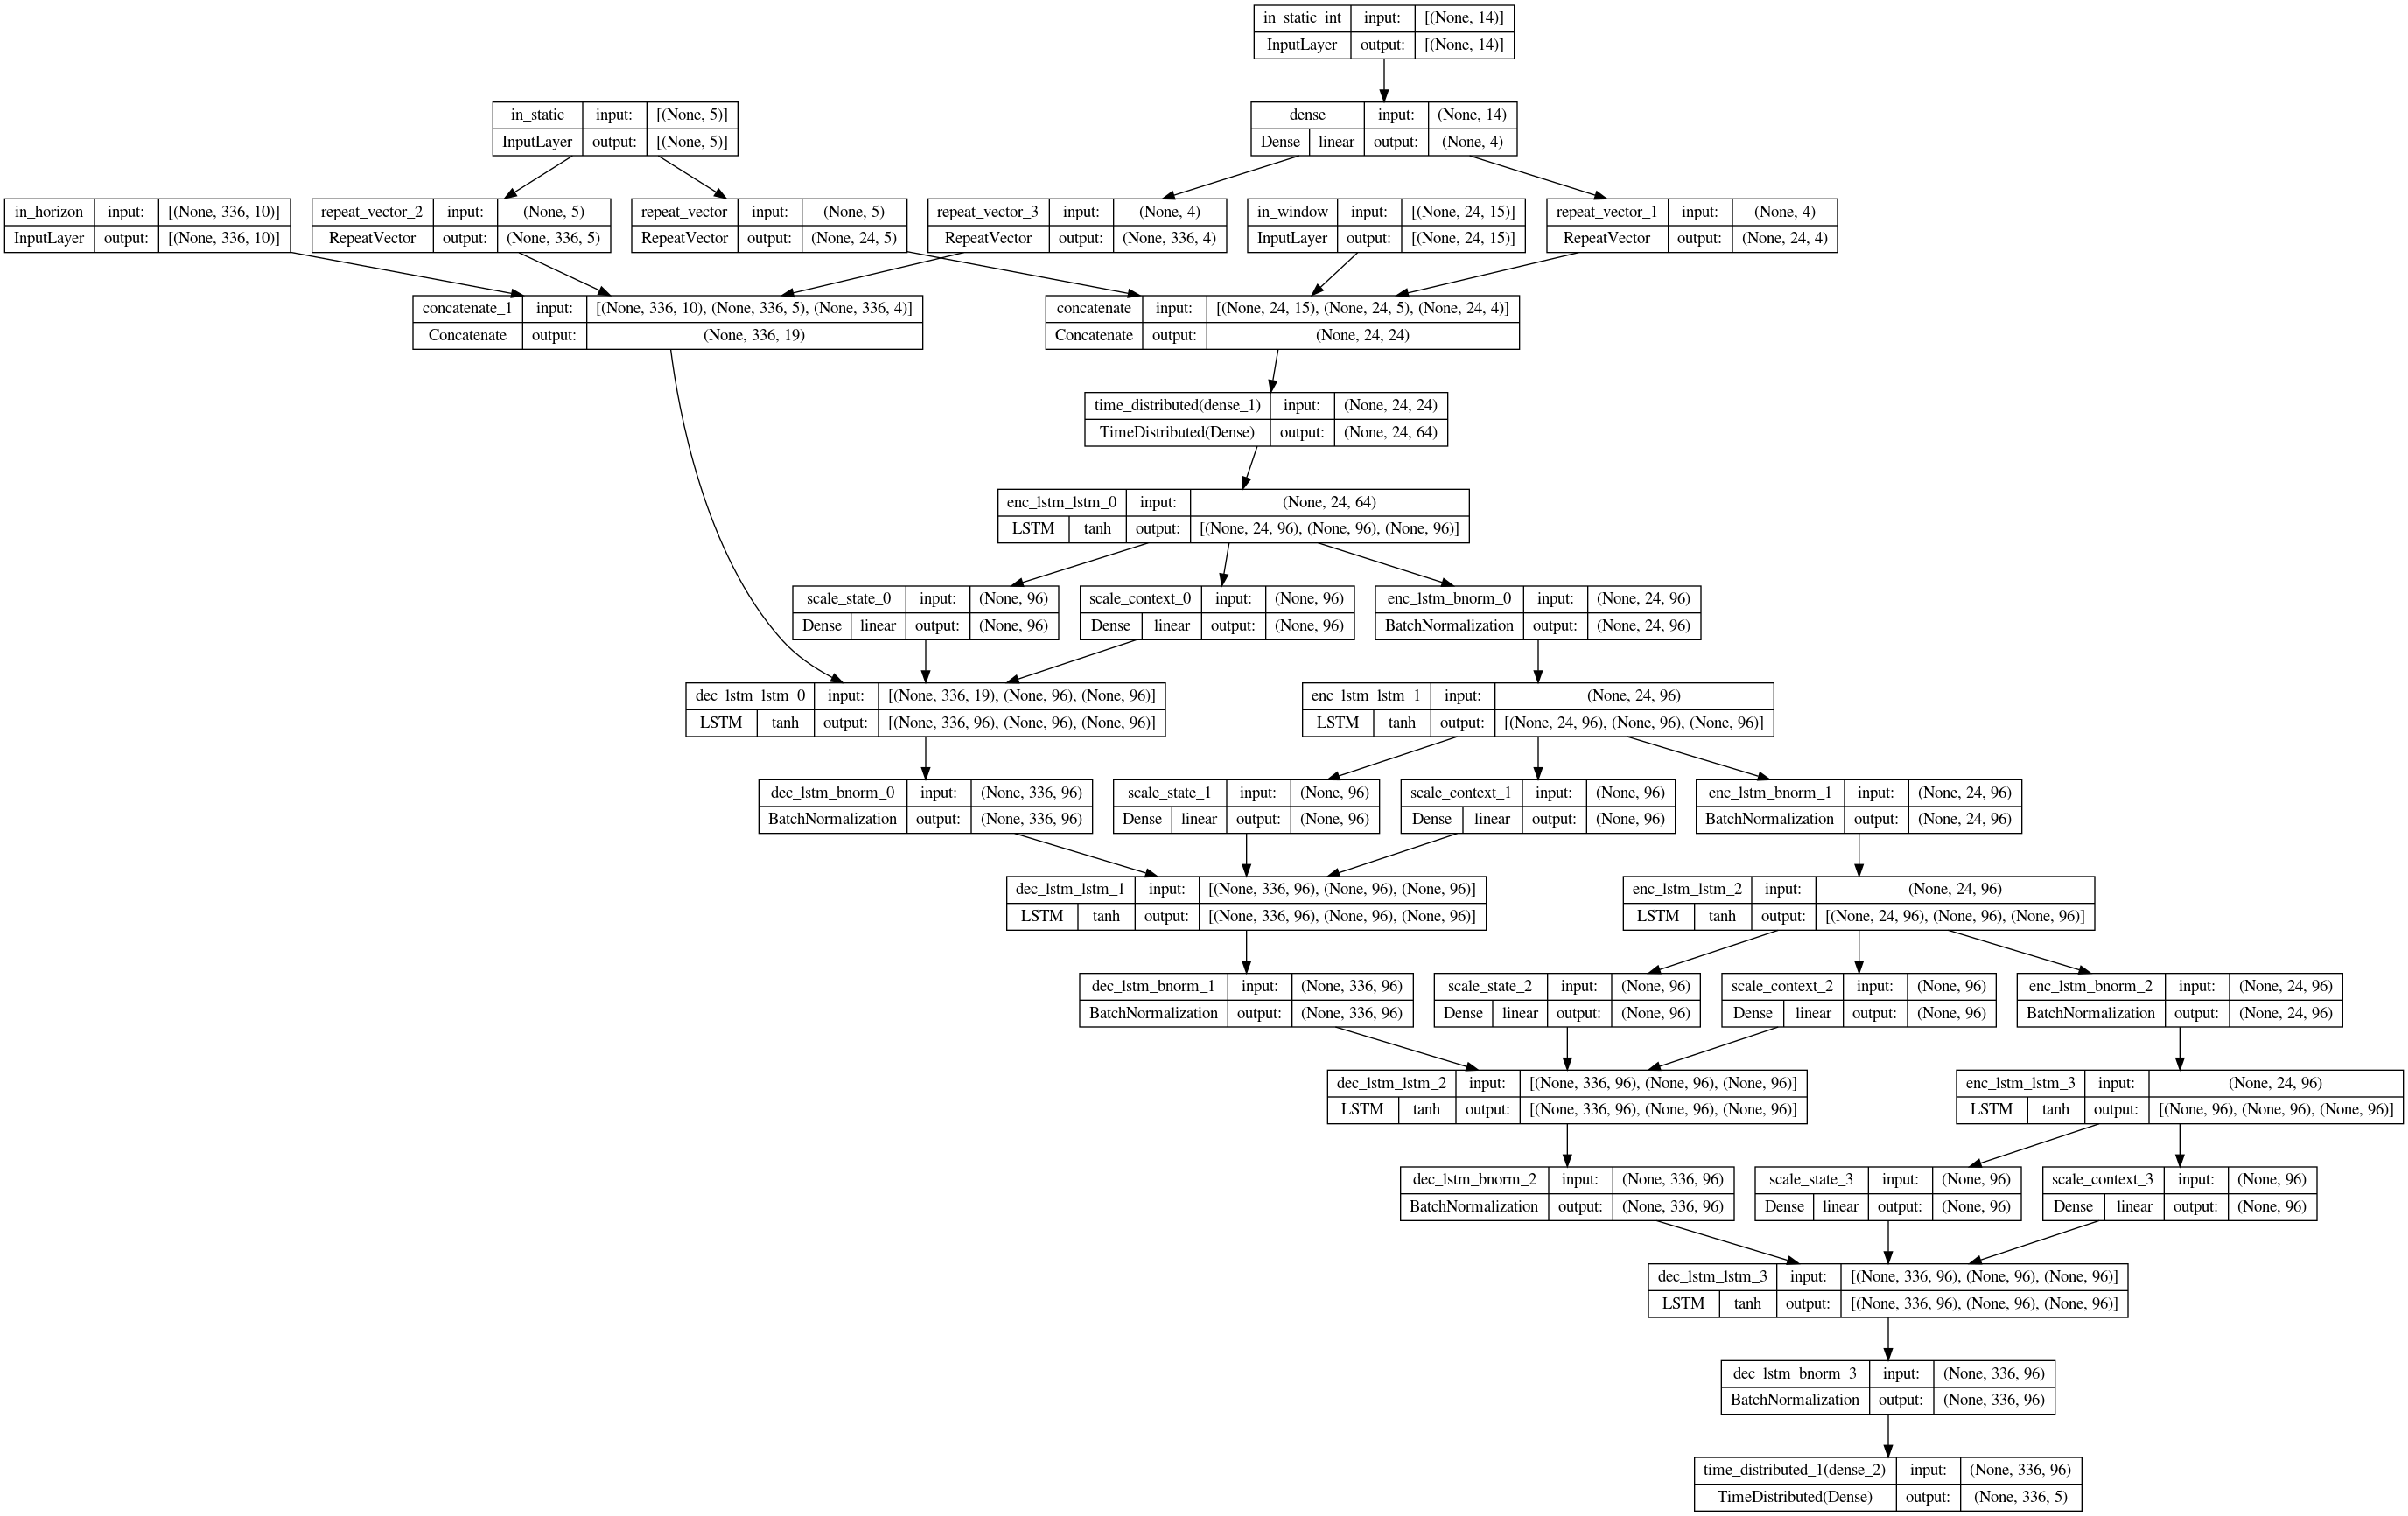 in_static_int input: [(None, 14)]
InputLayer output: [(None, 14)]
in_static input: [(None, 5)]
InputLayer output: [(None, 5)]
dense input: (None, 14)
Dense linear output: (None, 4)
in_horizon input: [(None, 336, 10)]
InputLayer output: [(None, 336, 10)]
repeat_vector_2 input: (None, 5)
RepeatVector output: (None, 336, 5)
repeat_vector input: (None, 5)
RepeatVector output: (None, 24, 5)
repeat_vector_3 input: (None, 4)
RepeatVector output: (None, 336, 4)
in_window input: [(None, 24, 15)]
InputLayer output: [(None, 24, 15)]
repeat_vector_1 input: (None, 4)
RepeatVector output: (None, 24, 4)
concatenate_1 input: [(None, 336, 10), (None, 336, 5), (None, 336, 4)]
Concatenate output: (None, 336, 19)
concatenate input: [(None, 24, 15), (None, 24, 5), (None, 24, 4)]
Concatenate output: (None, 24, 24)
time_distributed(dense_1) input: (None, 24, 24)
TimeDistributed(Dense) output: (None, 24, 64)
enc_lstm_lstm_0 input: (None, 24, 64)
LSTM tanh output: [(None, 24, 96), (None, 96), (None, 96)]
scale_state_0 input: (None, 96)
Dense linear output: (None, 96)
scale_context_0 input: (None, 96)
Dense linear output: (None, 96)
enc_lstm_bnorm_0 input: (None, 24, 96)
BatchNormalization output: (None, 24, 96)
dec_lstm_lstm_0 input: [(None, 336, 19), (None, 96), (None, 96)]
LSTM tanh output: [(None, 336, 96), (None, 96), (None, 96)]
enc_lstm_lstm_1 input: (None, 24, 96)
LSTM tanh output: [(None, 24, 96), (None, 96), (None, 96)]
dec_lstm_bnorm_0 input: (None, 336, 96)
BatchNormalization output: (None, 336, 96)
scale_state_1 input: (None, 96)
Dense linear output: (None, 96)
scale_context_1 input: (None, 96)
Dense linear output: (None, 96)
enc_lstm_bnorm_1 input: (None, 24, 96)
BatchNormalization output: (None, 24, 96)
dec_lstm_lstm_1 input: [(None, 336, 96), (None, 96), (None, 96)]
LSTM tanh output: [(None, 336, 96), (None, 96), (None, 96)]
enc_lstm_lstm_2 input: (None, 24, 96)
LSTM tanh output: [(None, 24, 96), (None, 96), (None, 96)]
dec_lstm_bnorm_1 input: (None, 336, 96)
BatchNormalization output: (None, 336, 96)
scale_state_2 input: (None, 96)
Dense linear output: (None, 96)
scale_context_2 input: (None, 96)
Dense linear output: (None, 96)
enc_lstm_bnorm_2 input: (None, 24, 96)
BatchNormalization output: (None, 24, 96)
dec_lstm_lstm_2 input: [(None, 336, 96), (None, 96), (None, 96)]
LSTM tanh output: [(None, 336, 96), (None, 96), (None, 96)]
enc_lstm_lstm_3 input: (None, 24, 96)
LSTM tanh output: [(None, 96), (None, 96), (None, 96)]
dec_lstm_bnorm_2 input: (None, 336, 96)
BatchNormalization output: (None, 336, 96)
scale_state_3 input: (None, 96)
Dense linear output: (None, 96)
scale_context_3 input: (None, 96)
Dense linear output: (None, 96)
dec_lstm_lstm_3 input: [(None, 336, 96), (None, 96), (None, 96)]
LSTM tanh output: [(None, 336, 96), (None, 96), (None, 96)]
dec_lstm_bnorm_3 input: (None, 336, 96)
BatchNormalization output: (None, 336, 96)
time_distributed_1(dense_2) input: (None, 336, 96)
TimeDistributed(Dense) output: (None, 336, 5)